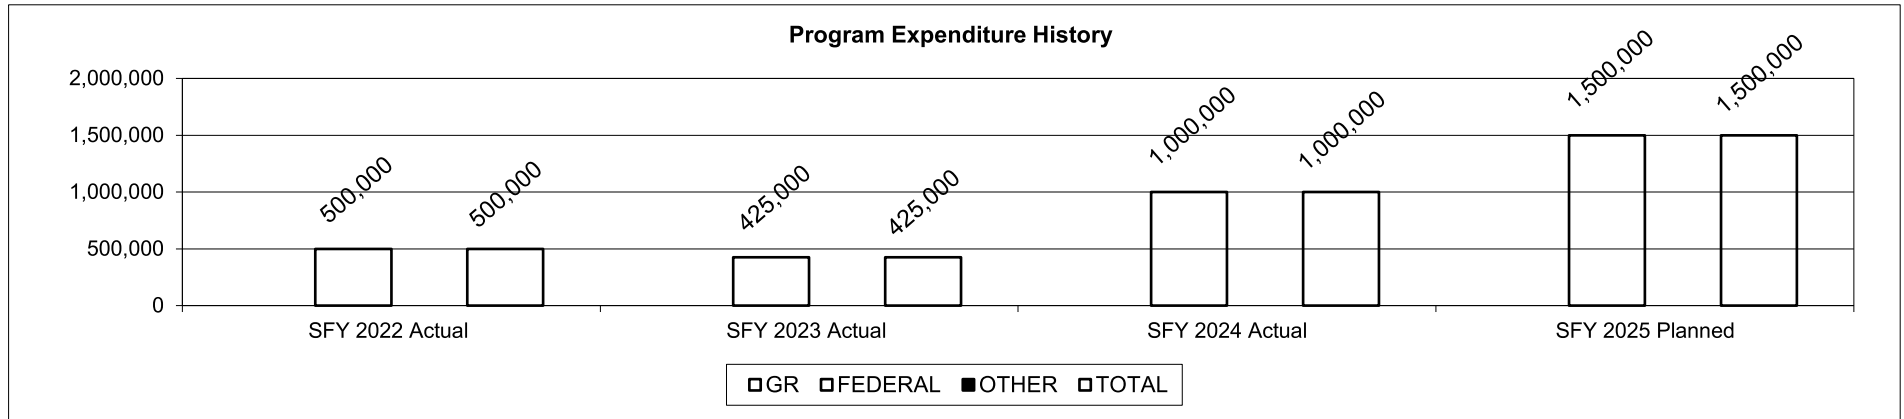 Program Expenditure History
2,000,000
1,500,000
1,000,000
500,000
0
500,000
500,000
425,000
425,000
1,000,000
1,000,000
1,500,000
1,500,000
SFY 2022 Actual
SFY 2023 Actual
SFY 2024 Actual
SFY 2025 Planned
GR FEDERAL OTHER TOTAL